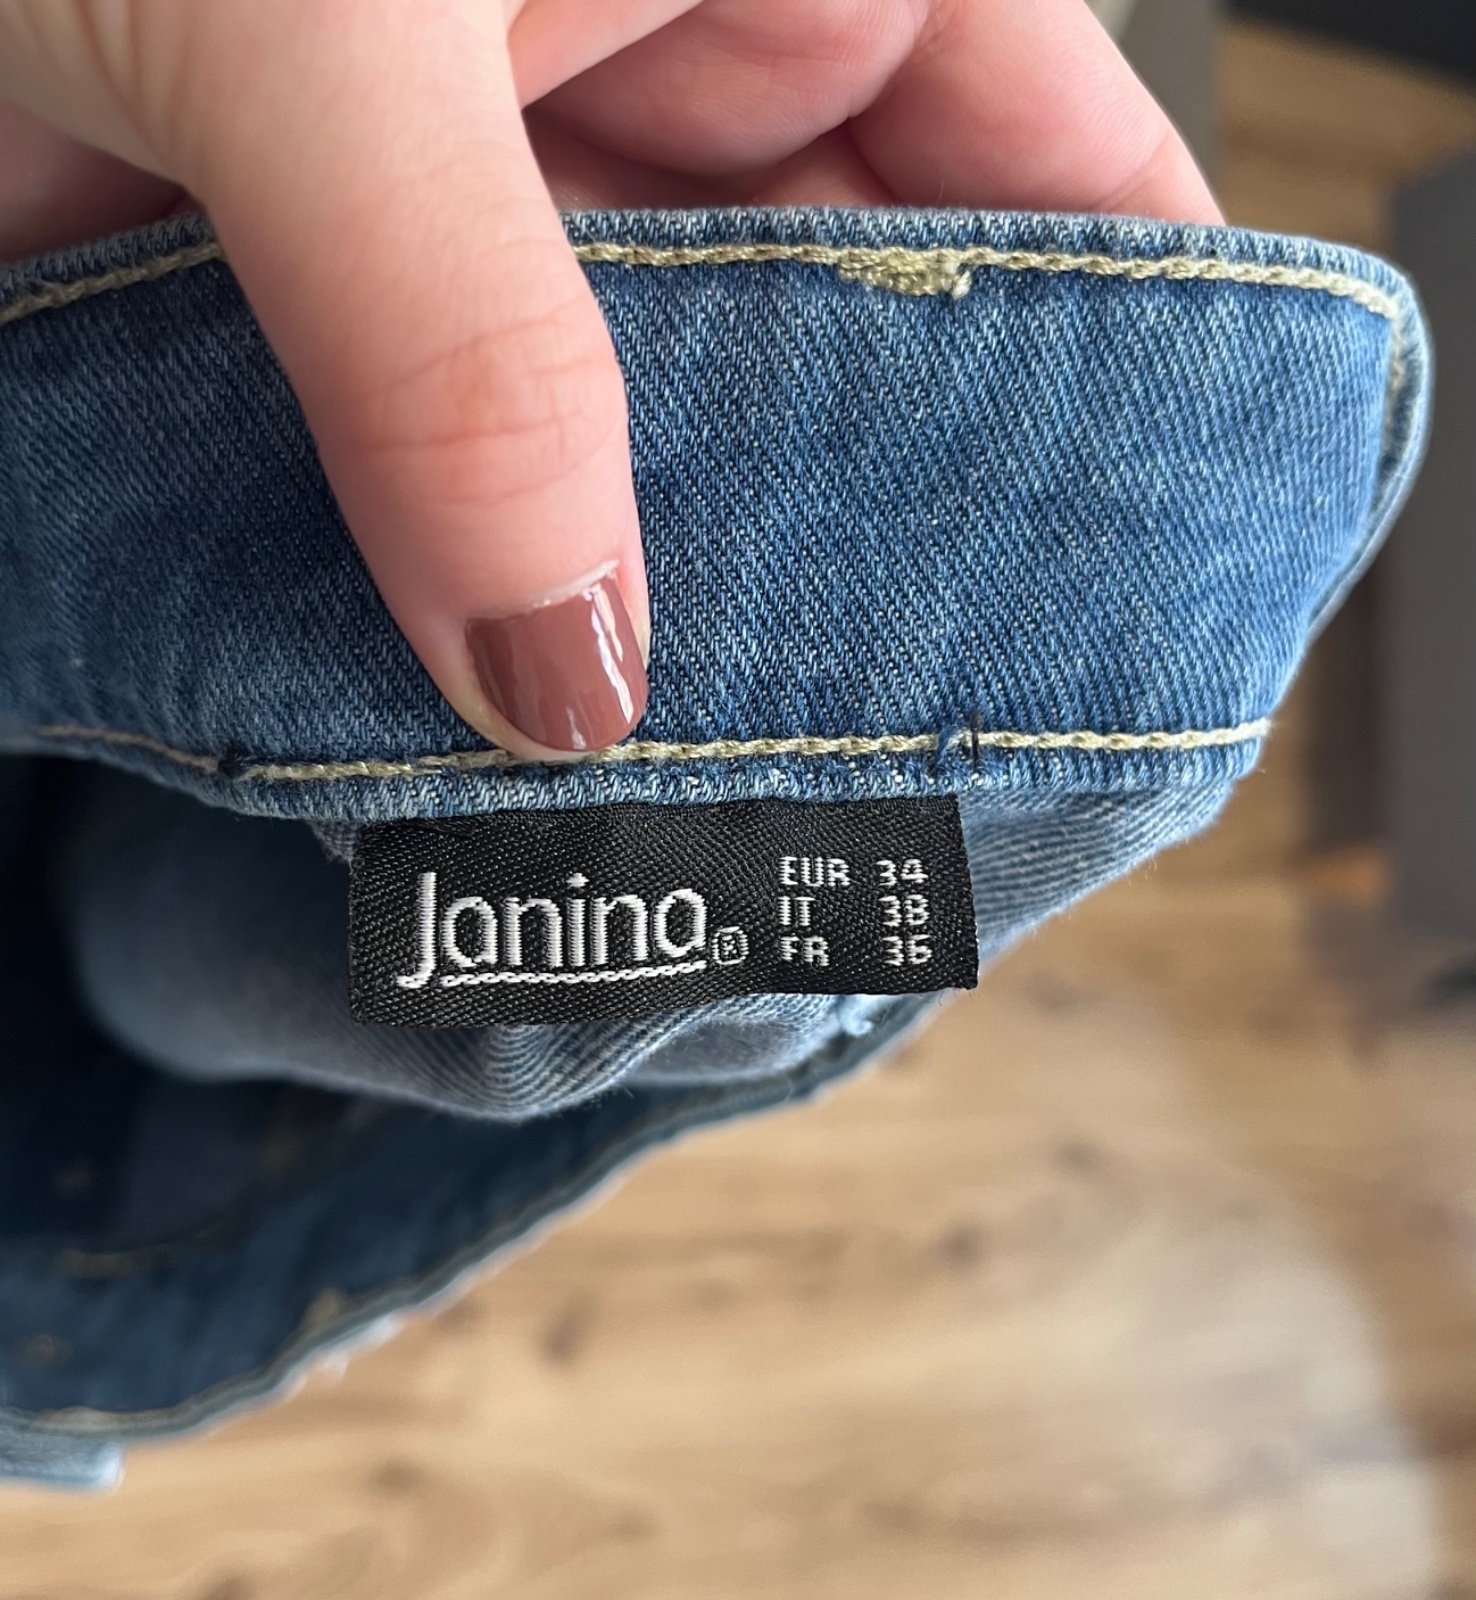 Janina®
EUR 34
IT 38
FR 36